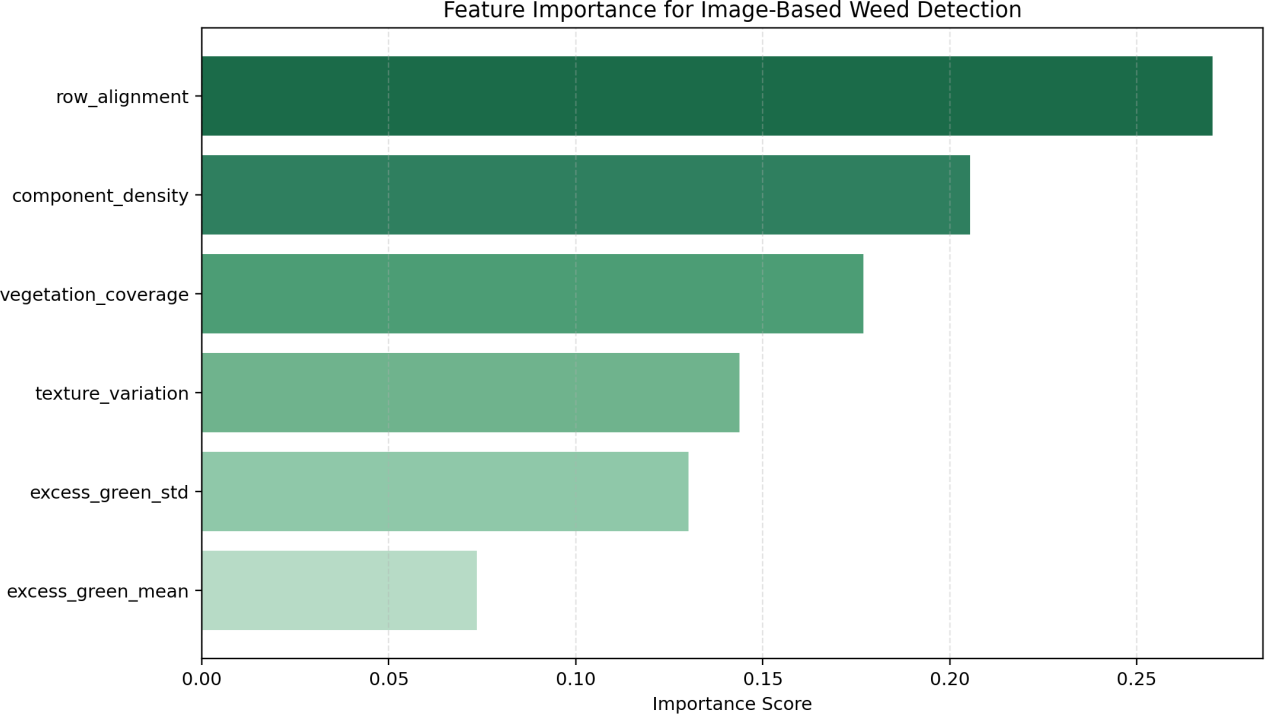 Feature Importance for Image-Based Weed Detection
row_alignment
component_density
vegetation_coverage
texture_variation
excess_green_std
excess_green_mean
0.00 0.05 0.10 0.15 0.20 0.25
Importance Score